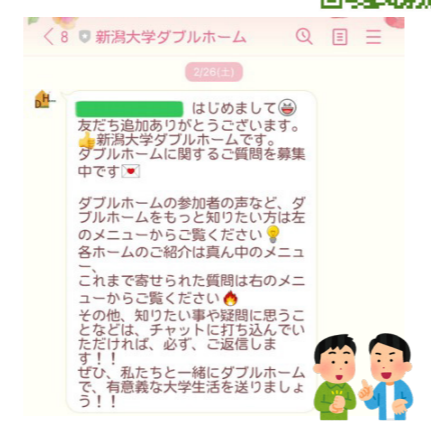 8 新潟大学ダブルホーム
2/26(土)
はじめまして😆
友だち追加ありがとうございます。
👍新潟大学ダブルホームです。
ダブルホームに関するご質問を募集
中です💌
ダブルホームの参加者の声など、ダ
ブルホームをもっと知りたい方は左
のメニューからご覧ください💡
各ホームのご紹介は真ん中のメニュ
ー、
これまで寄せられた質問は右のメニ
ューからご覧ください🔥
その他、知りたい事や疑問に思うこ
となどは、チャットに打ち込んでい
ただければ、必ず、ご返信しま
す！！
ぜひ、私たちと一緒にダブルホーム
で、有意義な大学生活を送りましょ
う！！